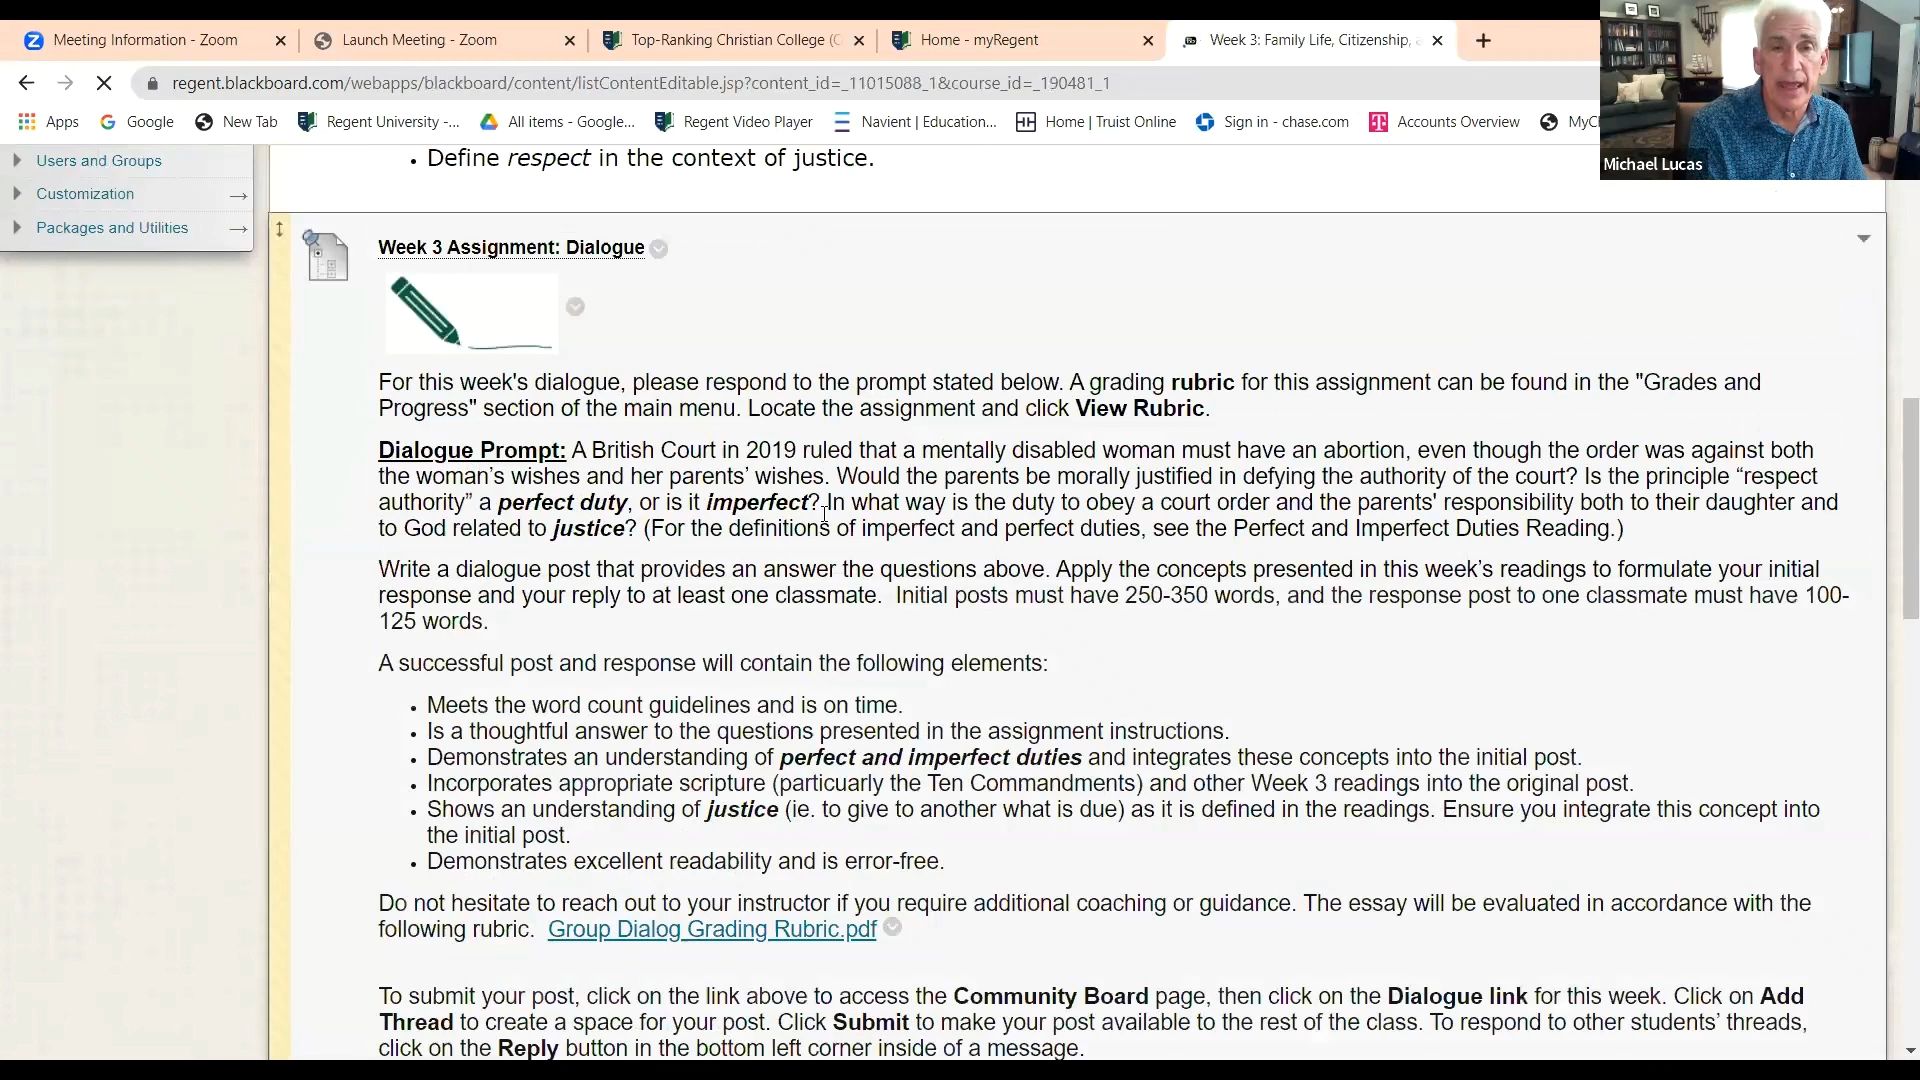 Meeting Information - Zoom
Launch Meeting - Zoom
Top-Ranking Christian College (
Home - myRegent
Week 3: Family Life, Citizenship,
regent.blackboard.com/webapps/blackboard/content/listContentEditable.jsp?content_id=_11015088_1&course_id=_190481_1
Apps
Google
New Tab
Regent University -...
All items - Google...
Regent Video Player
Navient | Education...
Home | Truist Online
Sign in - chase.com
Accounts Overview
MyC
Michael Lucas
Users and Groups
Customization
Packages and Utilities
• Define respect in the context of justice.
Week 3 Assignment: Dialogue
For this week's dialogue, please respond to the prompt stated below. A grading rubric for this assignment can be found in the "Grades and
Progress" section of the main menu. Locate the assignment and click View Rubric.
Dialogue Prompt: A British Court in 2019 ruled that a mentally disabled woman must have an abortion, even though the order was against both
the woman’s wishes and her parents’ wishes. Would the parents be morally justified in defying the authority of the court? Is the principle “respect
authority” a perfect duty, or is it imperfect? In what way is the duty to obey a court order and the parents' responsibility both to their daughter and
to God related to justice? (For the definitions of imperfect and perfect duties, see the Perfect and Imperfect Duties Reading.)
Write a dialogue post that provides an answer the questions above. Apply the concepts presented in this week’s readings to formulate your initial
response and your reply to at least one classmate. Initial posts must have 250-350 words, and the response post to one classmate must have 100-
125 words.
A successful post and response will contain the following elements:
• Meets the word count guidelines and is on time.
• Is a thoughtful answer to the questions presented in the assignment instructions.
• Demonstrates an understanding of perfect and imperfect duties and integrates these concepts into the initial post.
• Incorporates appropriate scripture (particuarly the Ten Commandments) and other Week 3 readings into the original post.
• Shows an understanding of justice (ie. to give to another what is due) as it is defined in the readings. Ensure you integrate this concept into
the initial post.
• Demonstrates excellent readability and is error-free.
Do not hesitate to reach out to your instructor if you require additional coaching or guidance. The essay will be evaluated in accordance with the
following rubric. Group Dialog Grading Rubric.pdf
To submit your post, click on the link above to access the Community Board page, then click on the Dialogue link for this week. Click on Add
Thread to create a space for your post. Click Submit to make your post available to the rest of the class. To respond to other students’ threads,
click on the Reply button in the bottom left corner inside of a message.